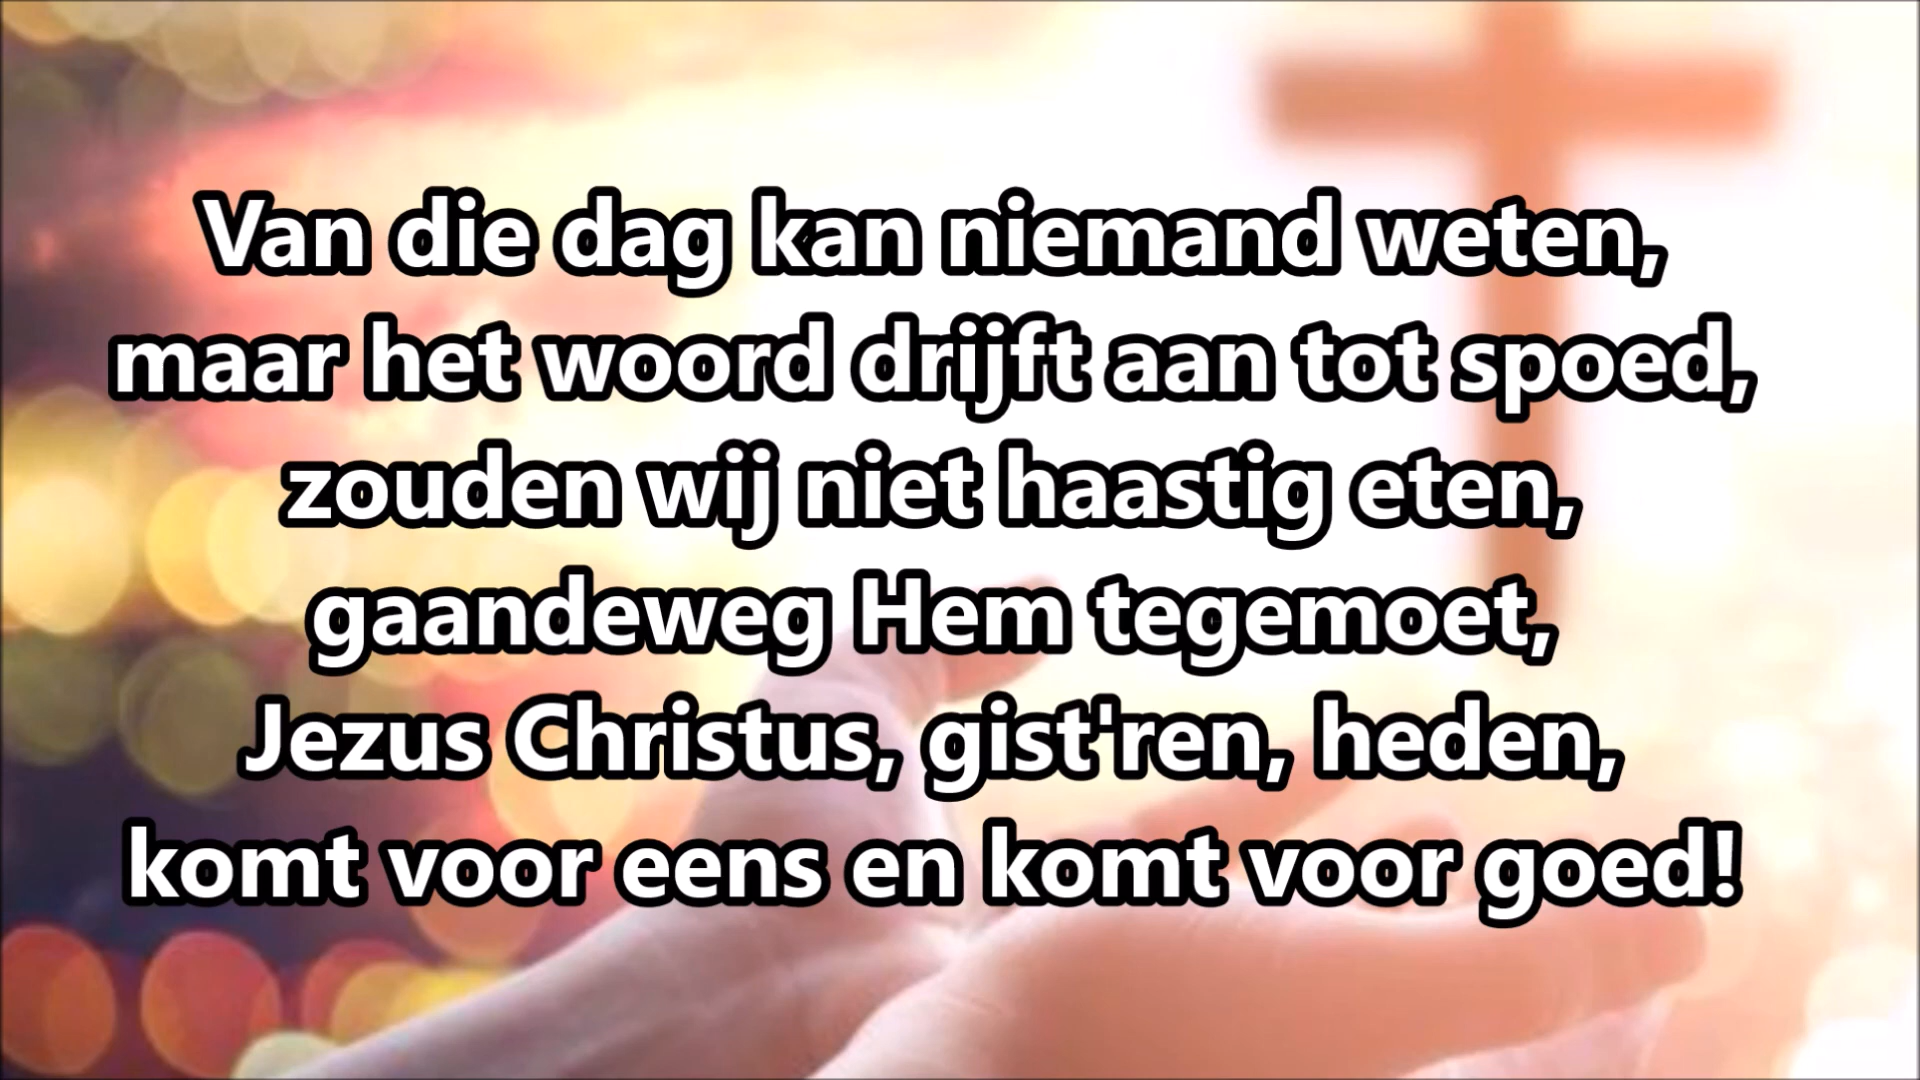 Van die dag kan niemand weten,
maar het woord drijft aan tot spoed,
zouden wij niet haastig eten,
gaandeweg Hem tegemoet,
Jezus Christus, gist'ren, heden,
komt voor eens en komt voor goed!